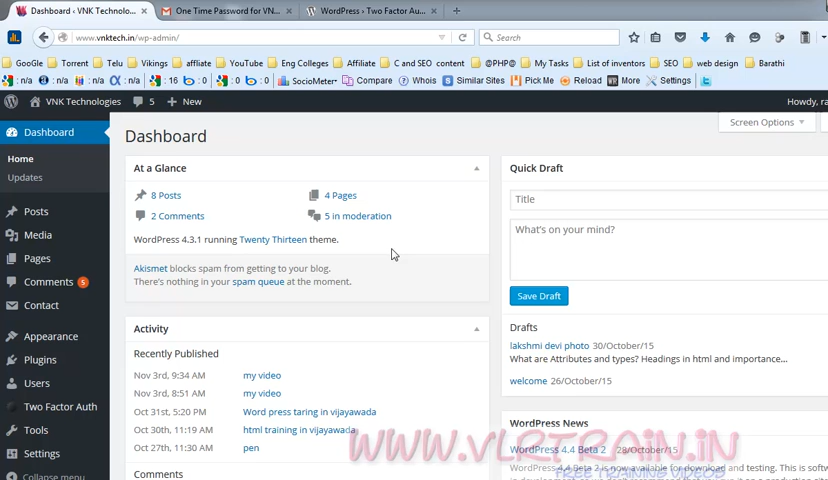 Dashboard ‹ VNK Technolo...
One Time Password for VN...
WordPress › Two Factor Au...
www.vnktech.in/wp-admin/
Search
GooGle
Torrent
Telu
Vikings
affliate
YouTube
Eng Colleges
Affiliate
C and SEO content
@PHP@
My Tasks
List of inventors
SEO
web design
Barathi
: n/a
: n/a
: n/a
: n/a
: 16
: 0
: 0
: 0
SocioMeter
Compare
Whois
Similar Sites
Pick Me
Reload
More
Settings
VNK Technologies
5
New
Howdy, ra
Dashboard
Home
Updates
Posts
Media
Pages
Comments 5
Contact
Appearance
Plugins
Users
Two Factor Auth
Tools
Settings
Collapse menu
Dashboard
Screen Options
At a Glance
8 Posts
4 Pages
2 Comments
5 in moderation
WordPress 4.3.1 running Twenty Thirteen theme.
Akismet blocks spam from getting to your blog.
There's nothing in your spam queue at the moment.
Activity
Recently Published
Nov 3rd, 9:34 AM my video
Nov 3rd, 8:51 AM my video
Oct 31st, 5:20 PM Word press taring in vijayawada
Oct 30th, 11:19 AM html training in vijayawada
Oct 27th, 11:30 AM pen
Comments
Quick Draft
Title
What's on your mind?
Save Draft
Drafts
lakshmi devi photo 30/October/15
What are Attributes and types? Headings in html and importance...
welcome 26/October/15
WordPress News
WordPress 4.4 Beta 2 28/October/15
WordPress 4.4 Beta 2 is now available for download and testing. This is softw
WWW.VLRTRAIN.IN
FREE TRAINING VIDEOS